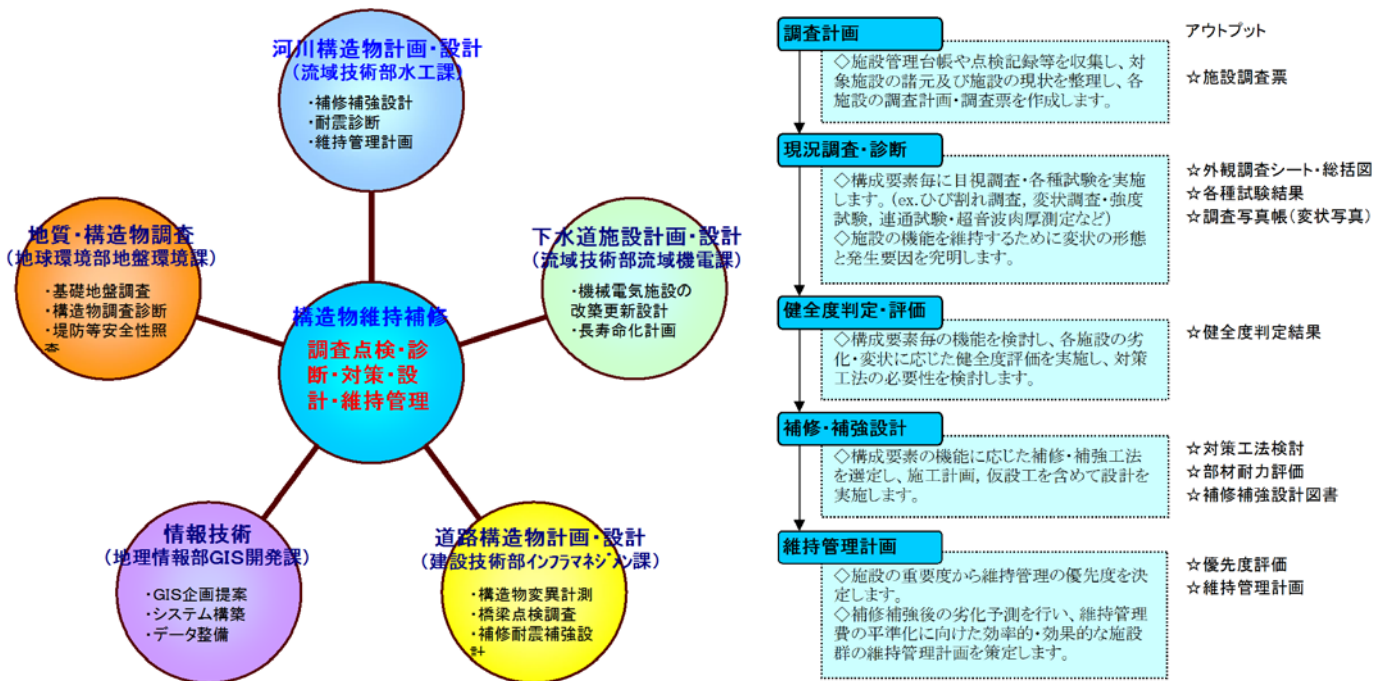 河川構造物計画・設計
(流域技術部水工課)
・補修補強設計
・耐震診断
・維持管理計画
地質・構造物調査
(地球環境部地盤環境課)
・基礎地盤調査
・構造物調査診断
・堤防等安全性照
査
下水道施設計画・設計
(流域技術部流域機電課)
・機械電気施設の
改築更新設計
・長寿命化計画
構造物維持補修
調査点検・診
断・対策・設
計・維持管理
情報技術
(地理情報部GIS開発課)
・GIS企画提案
・システム構築
・データ整備
道路構造物計画・設計
(建設技術部インフラマネジメン課)
・構造物変異計測
・橋梁点検調査
・補修耐震補強設
計
調査計画
◇施設管理台帳や点検記録等を収集し、対
象施設の諸元及び施設の現状を整理し、各
施設の調査計画・調査票を作成します。
アウトプット
☆施設調査票
現況調査・診断
◇構成要素毎に目視調査・各種試験を実施
します。(ex.ひび割れ調査, 変状調査・強度
試験, 連通試験・超音波肉厚測定など)
◇施設の機能を維持するために変状の形態
と発生要因を究明します。
☆外観調査シート・総括図
☆各種試験結果
☆調査写真帳(変状写真)
健全度判定・評価
◇構成要素毎の機能を検討し、各施設の劣
化・変状に応じた健全度評価を実施し、対策
工法の必要性を検討します。
☆健全度判定結果
補修・補強設計
◇構成要素の機能に応じた補修・補強工法
を選定し、施工計画, 仮設工を含めて設計を
実施します。
☆対策工法検討
☆部材耐力評価
☆補修補強設計図書
維持管理計画
◇施設の重要度から維持管理の優先度を決
定します。
◇補修補強後の劣化予測を行い、維持管理
費の平準化に向けた効率的・効果的な施設
群の維持管理計画を策定します。
☆優先度評価
☆維持管理計画